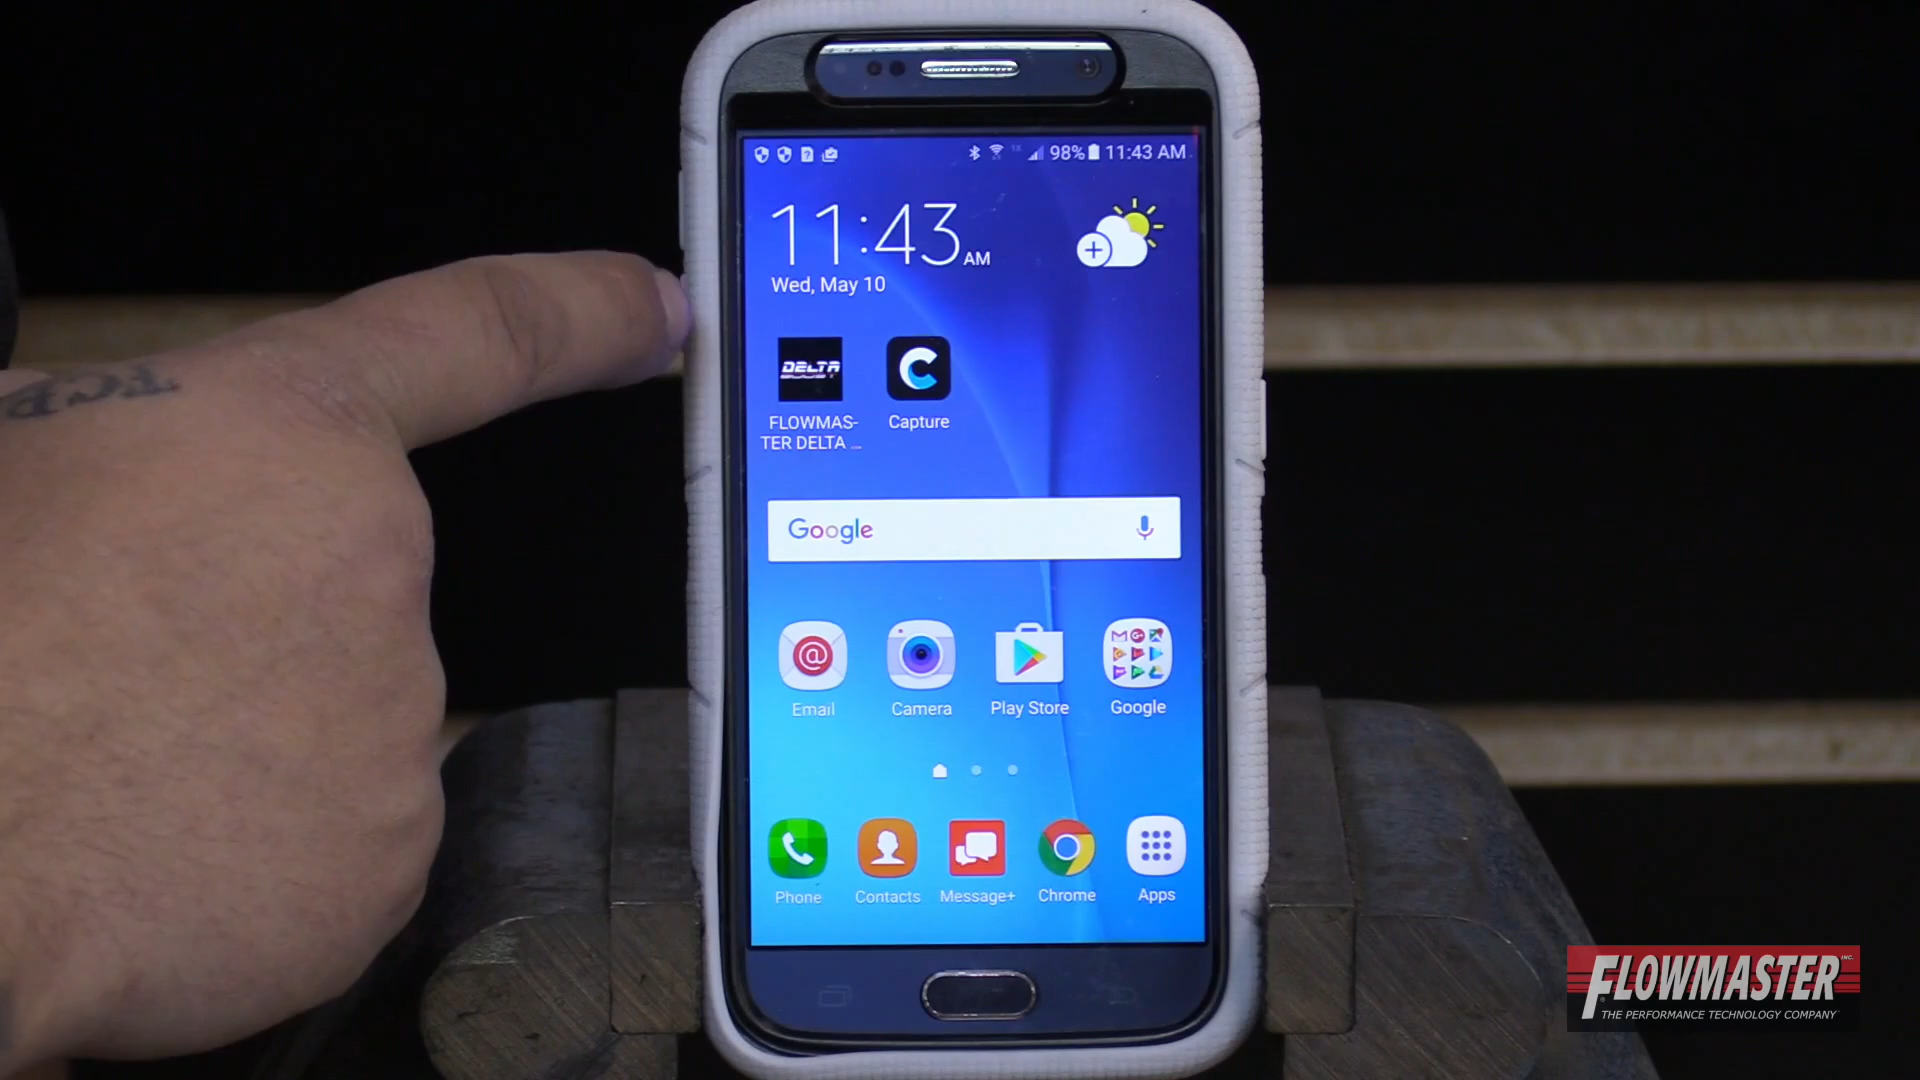 98% 11:43 AM
11:43 AM
Wed, May 10
DELTA
FLOWMAS-
TER DELTA ...
C
Capture
Google
@
Email
Camera
Play Store
Google
Phone
Contacts
Message+
Chrome
Apps
FLOWMASTER INC.
THE PERFORMANCE TECHNOLOGY COMPANY